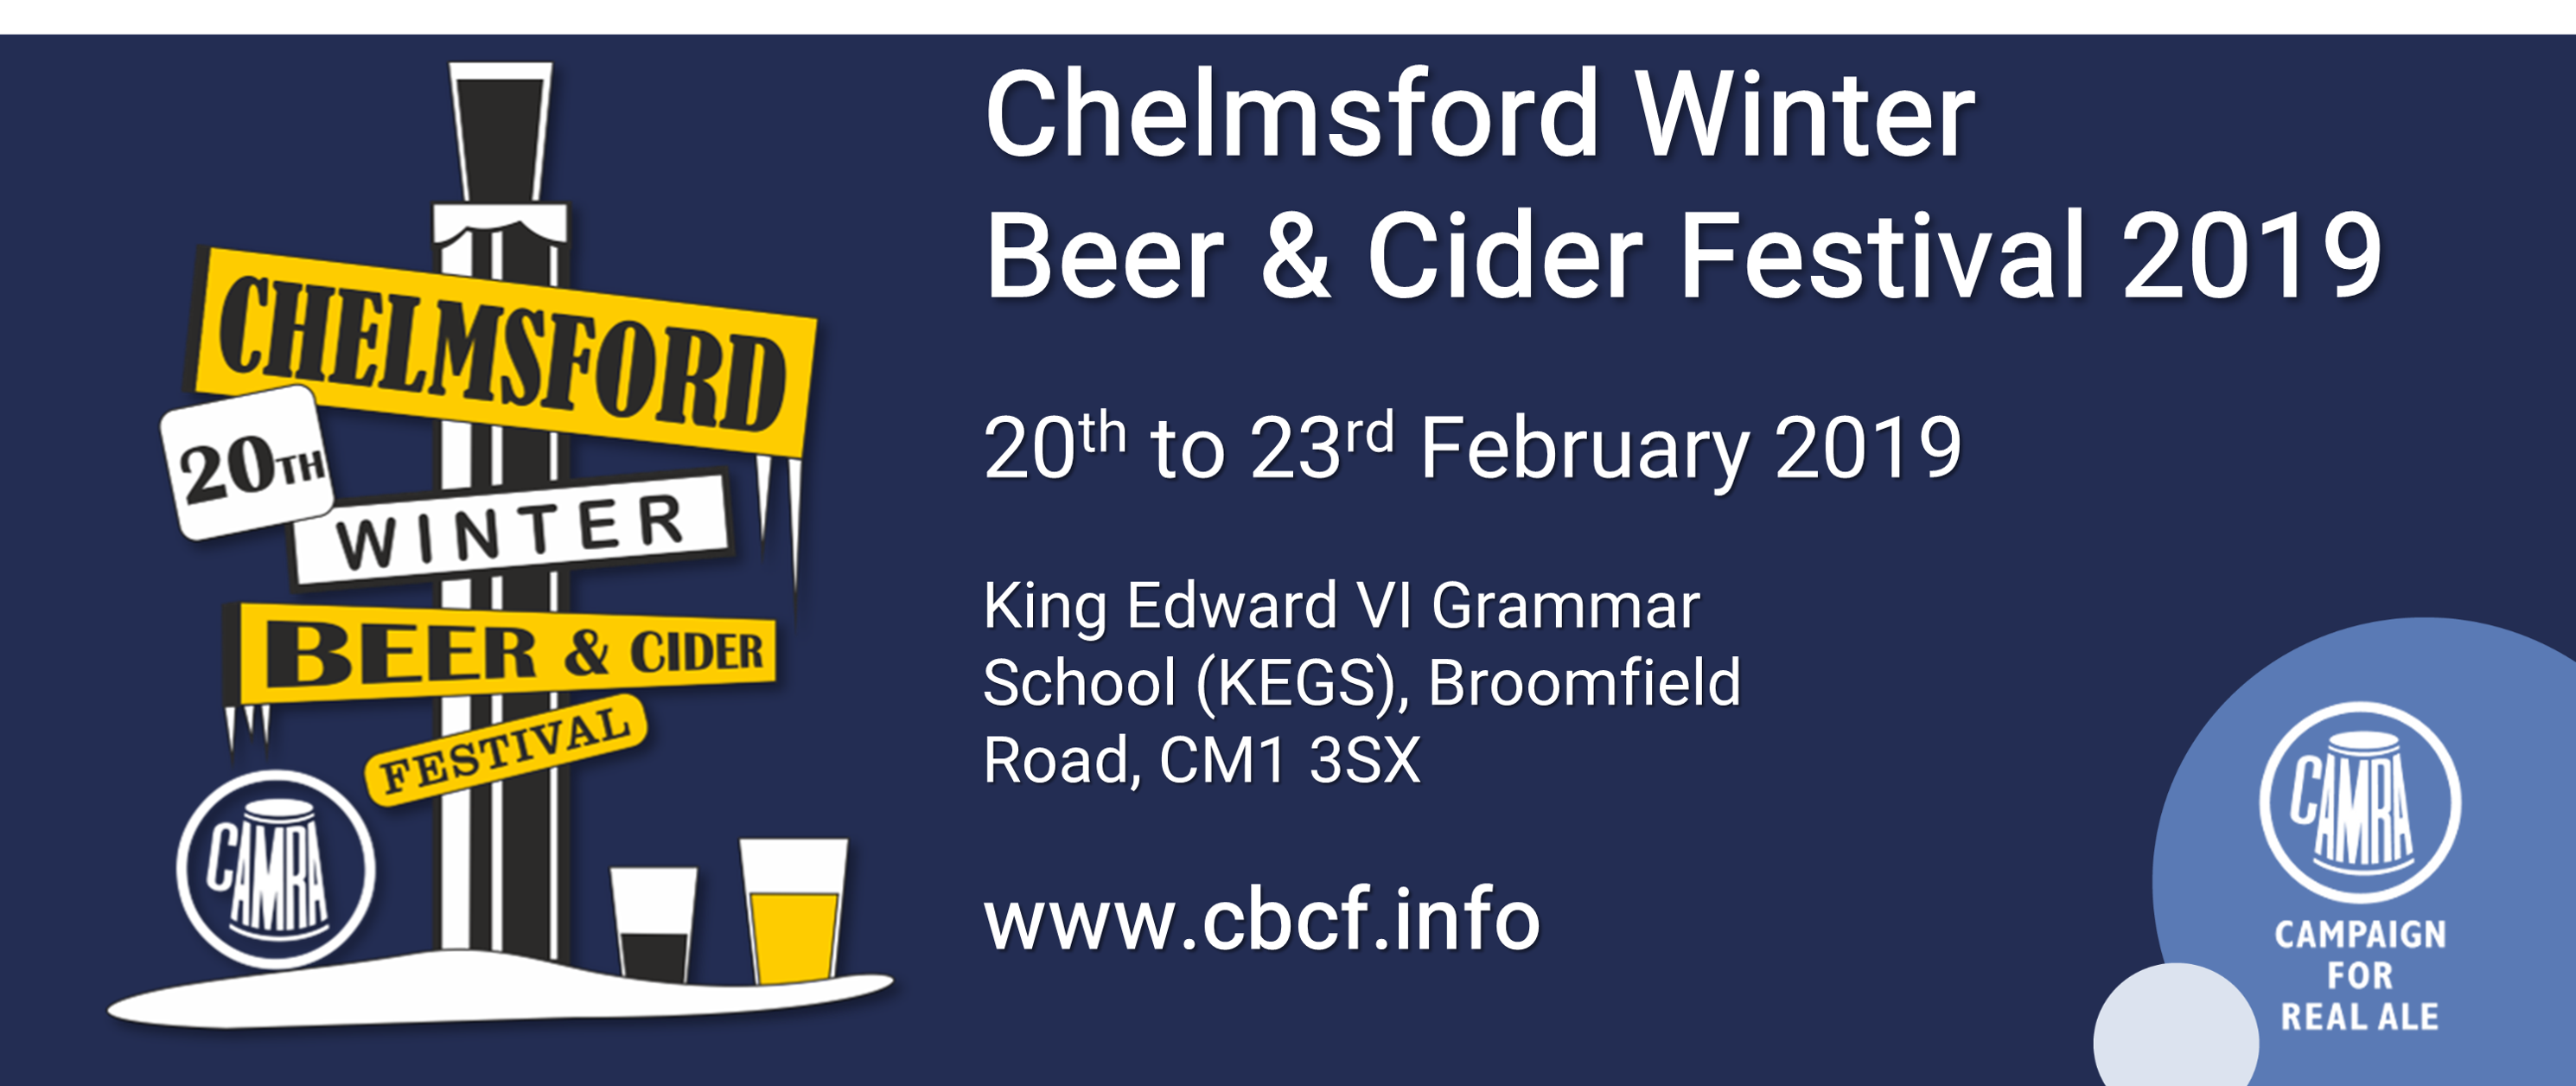 CHELMSFORD
20TH
WINTER
BEER & CIDER
FESTIVAL
CAMRA
Chelmsford Winter
Beer & Cider Festival 2019
20th to 23rd February 2019
King Edward VI Grammar
School (KEGS), Broomfield
Road, CM1 3SX
www.cbcf.info
CAMRA
CAMPAIGN
FOR
REAL ALE